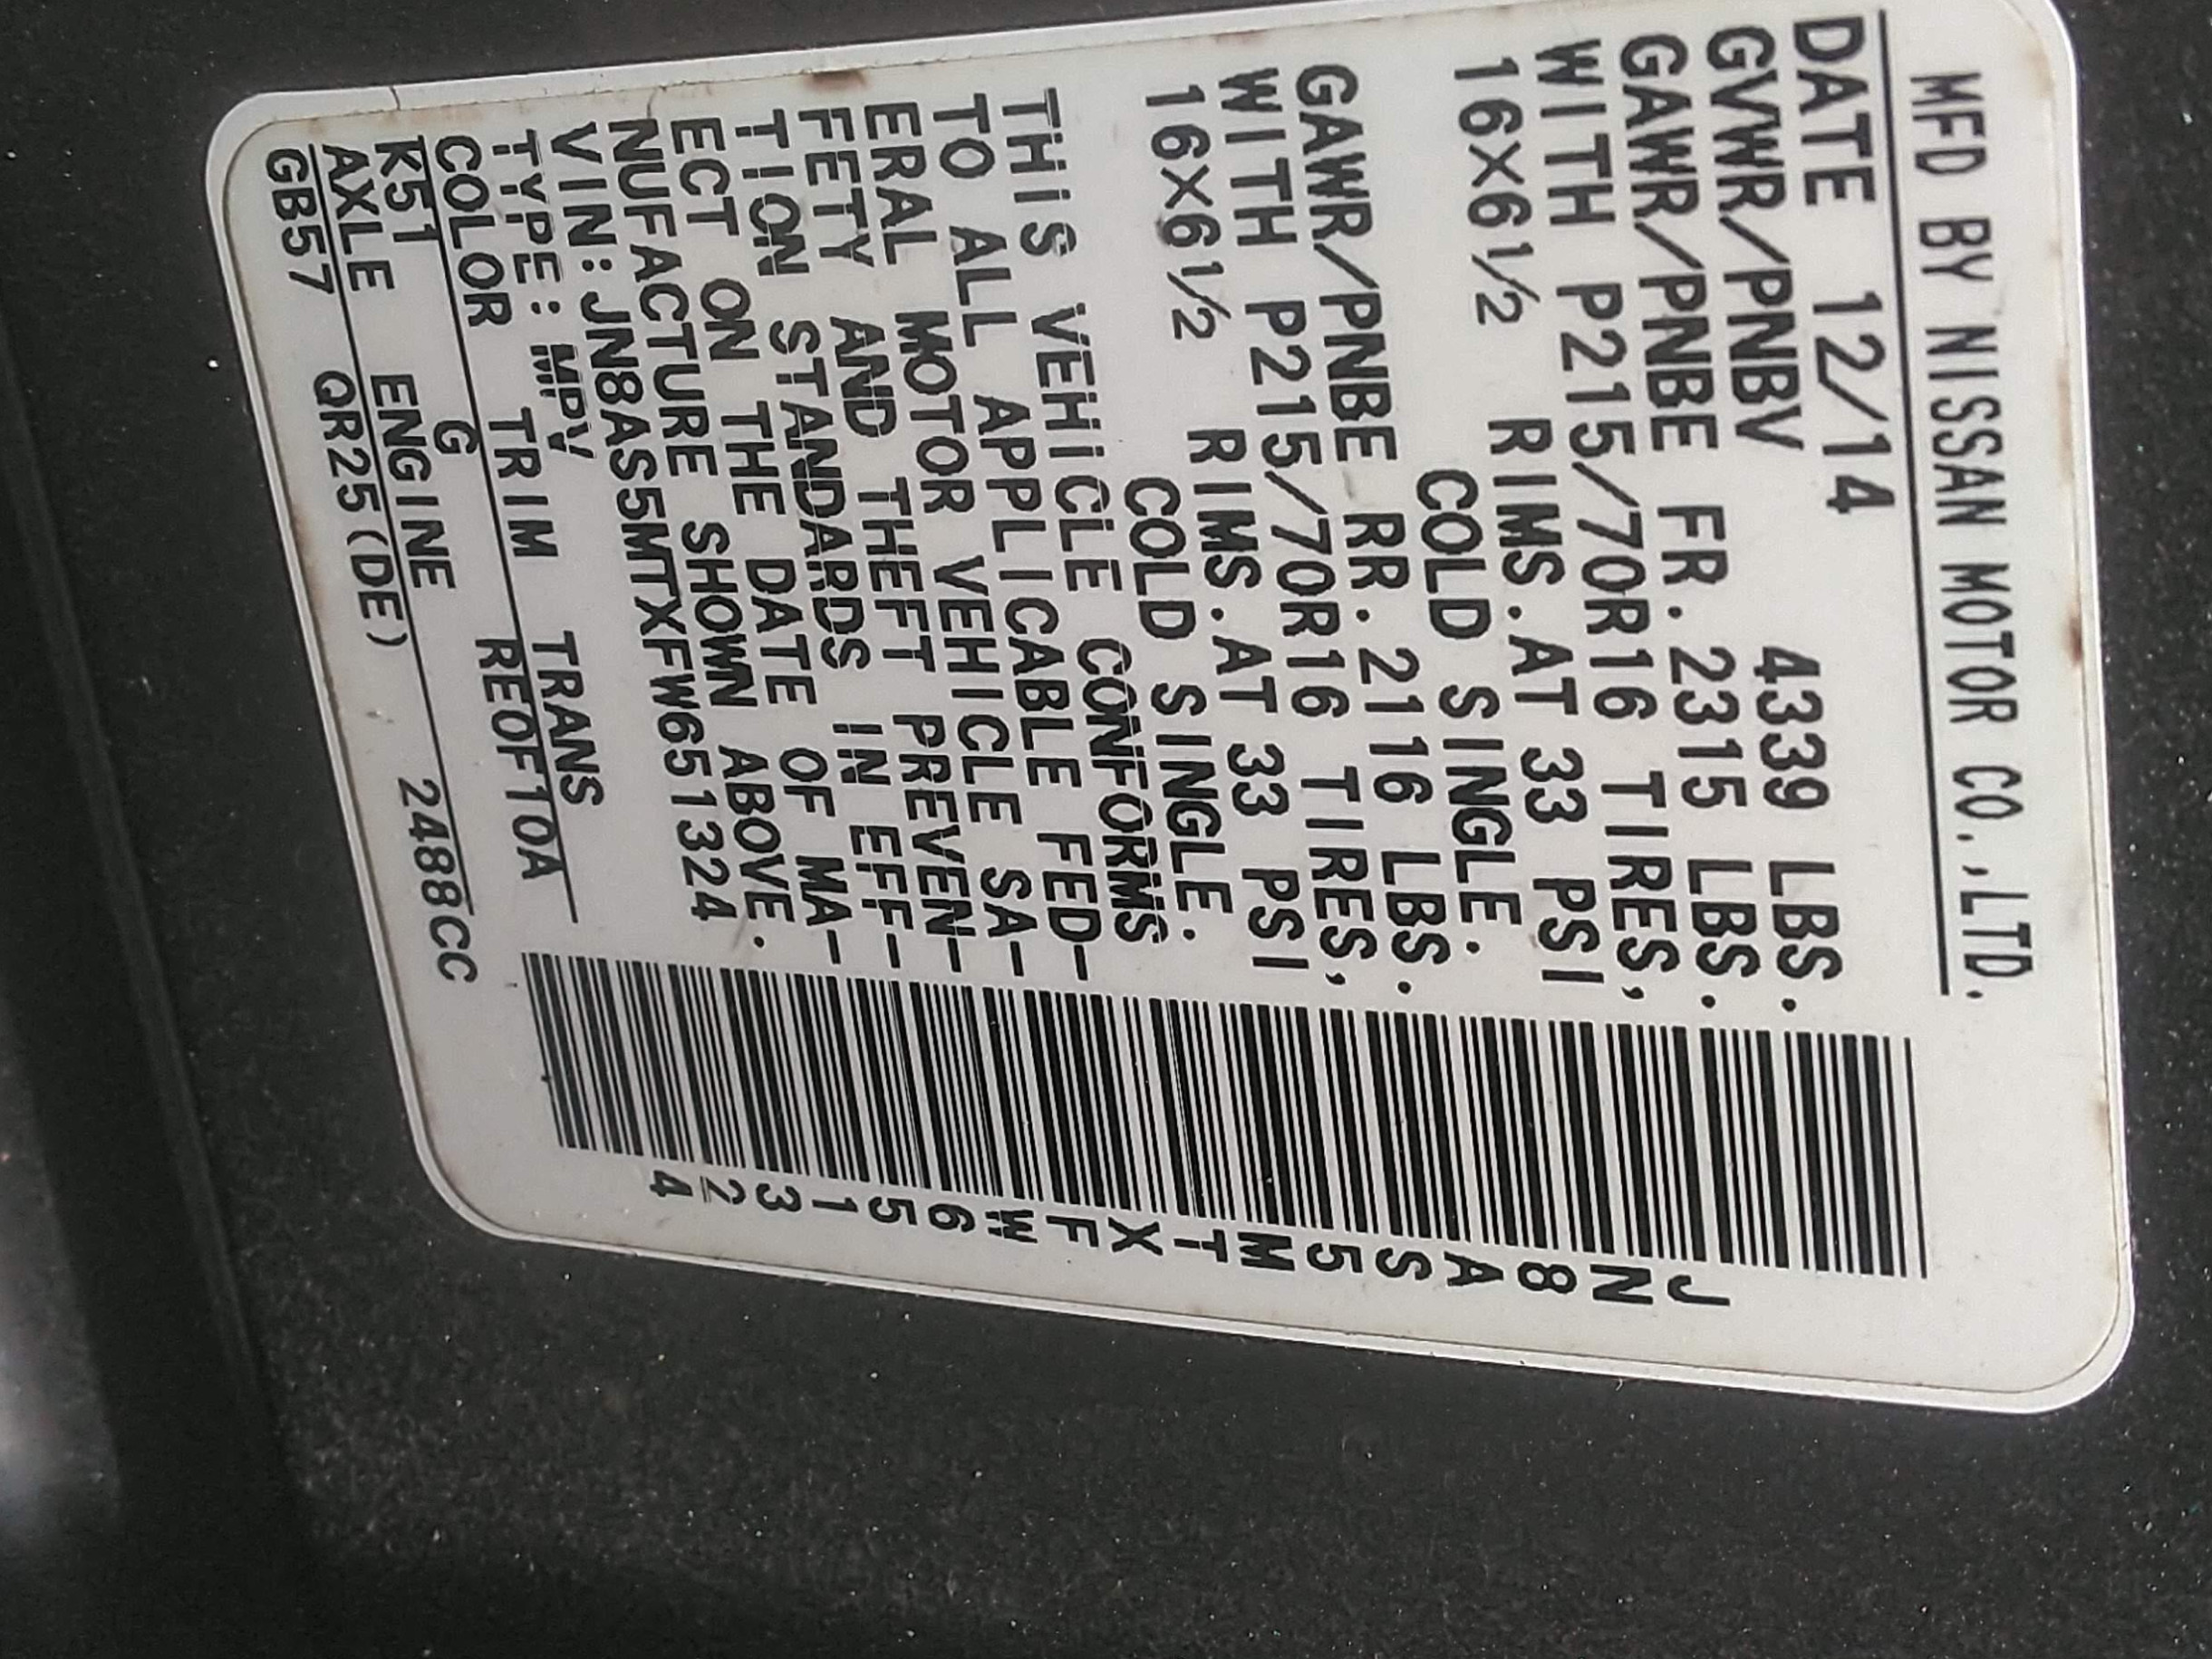 MFD BY NISSAN MOTOR CO.,LTD.
DATE 12/14
GVWR/PNBV 4339 LBS.
GAWR/PNBE FR.2315 LBS.
WITH P215/70R16 TIRES,
16×6½ RIMS.AT 33 PSI
COLD SINGLE.
GAWR/PNBE RR.2116 LBS.
WITH P215/70R16 TIRES,
16×6½ RIMS.AT 33 PSI
COLD SINGLE.
THIS VEHICLE CONFORMS
TO ALL APPLICABLE FED-
ERAL MOTOR VEHICLE SA-
FETY AND THEFT PREVEN-
TION STANDARDS IN EFF-
ECT ON THE DATE OF MA-
NUFACTURE SHOWN ABOVE.
VIN:JN8AS5MTXFW651324
TYPE:MPV
COLOR TRIM TRANS
K51 G RE0F10A
AXLE ENGINE
GB57 QR25(DE) 2488CC
JN8AS5MTXFW651324